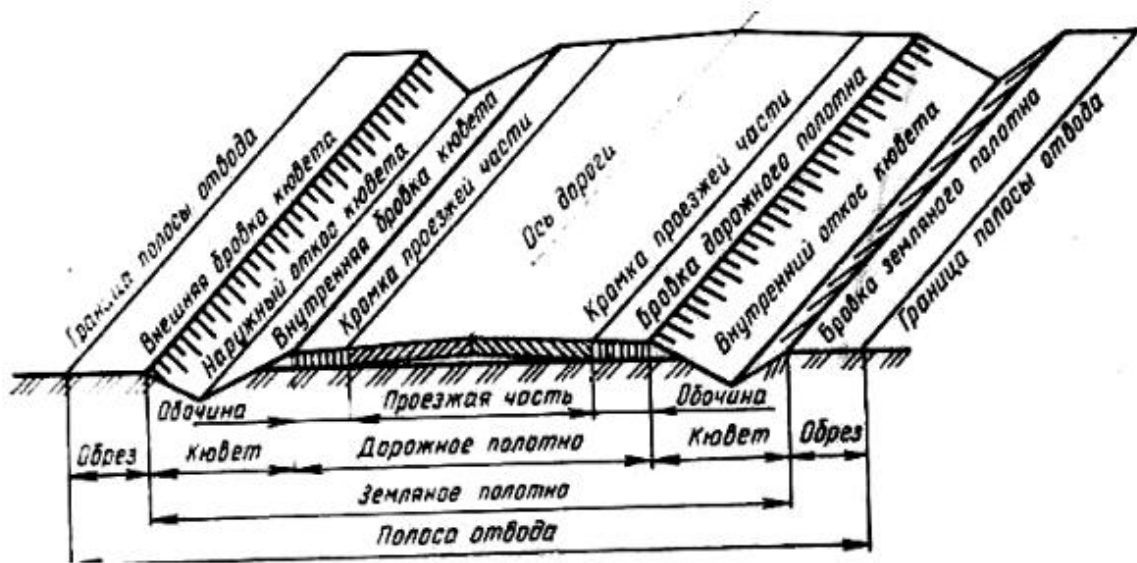 Граница полосы отвода
Внешняя бровка кювета
Наружный откос кювета
Внутренняя бровка кювета
Кромка проезжей части
Ось дороги
Кромка проезжей части
Бровка дорожного полотна
Внутренний откос кювета
Бровка земляного полотна
Граница полосы отвода
Обочина
Проезжая часть
Обочина
Обрез
Кювет
Дорожное полотно
Кювет
Обрез
Земляное полотно
Полоса отвода